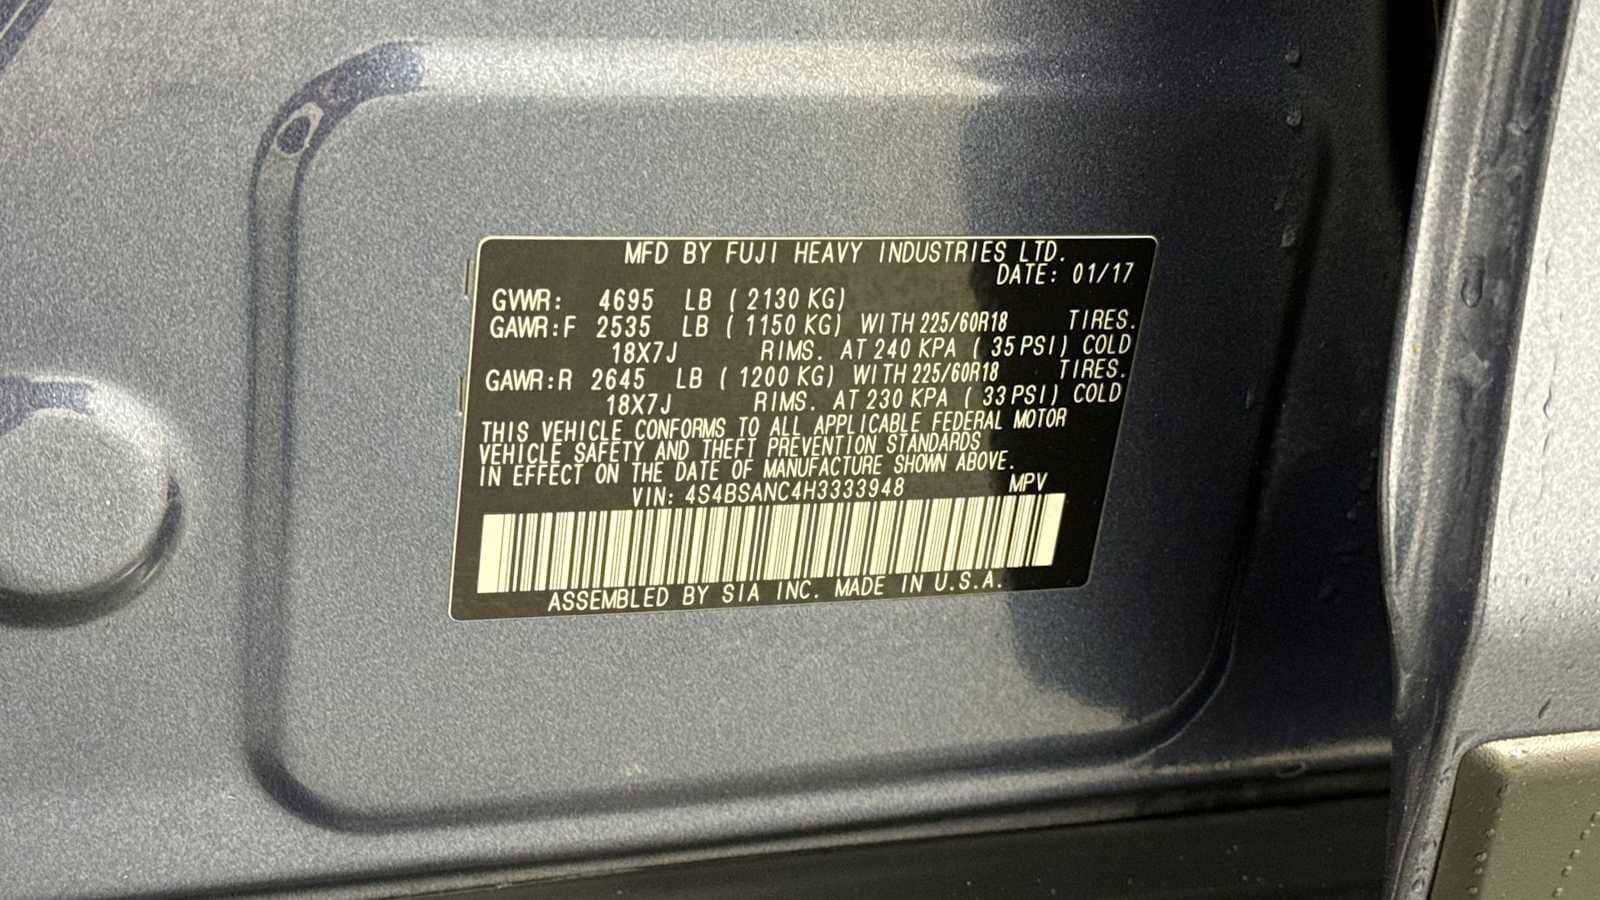 MFD BY FUJI HEAVY INDUSTRIES LTD.
DATE: 01/17
GVWR: 4695 LB ( 2130 KG)
GAWR:F 2535 LB ( 1150 KG) WITH 225/60R18 TIRES.
18X7J RIMS. AT 240 KPA ( 35 PSI) COLD
GAWR:R 2645 LB ( 1200 KG) WITH 225/60R18 TIRES.
18X7J RIMS. AT 230 KPA ( 33 PSI) COLD
THIS VEHICLE CONFORMS TO ALL APPLICABLE FEDERAL MOTOR
VEHICLE SAFETY AND THEFT PREVENTION STANDARDS
IN EFFECT ON THE DATE OF MANUFACTURE SHOWN ABOVE.
VIN: 4S4BSANC4H3333948 MPV
ASSEMBLED BY SIA INC. MADE IN U.S.A.